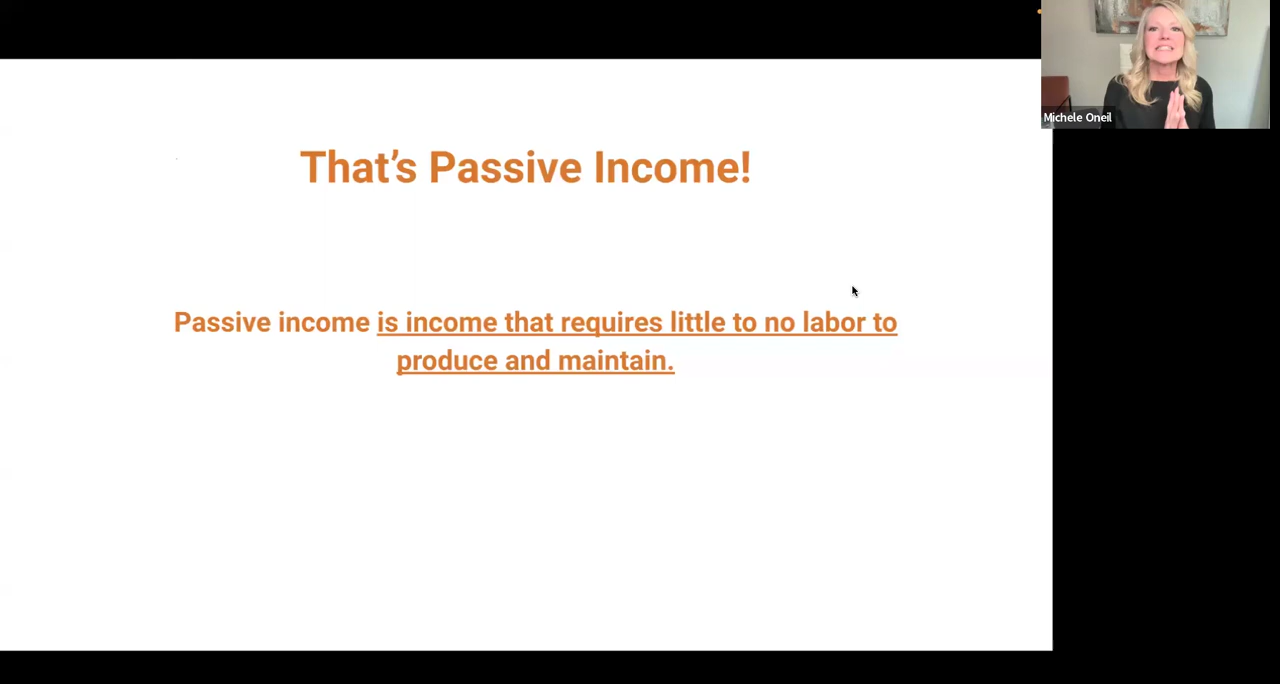 Michele Oneil
That’s Passive Income!
Passive income is income that requires little to no labor to
produce and maintain.